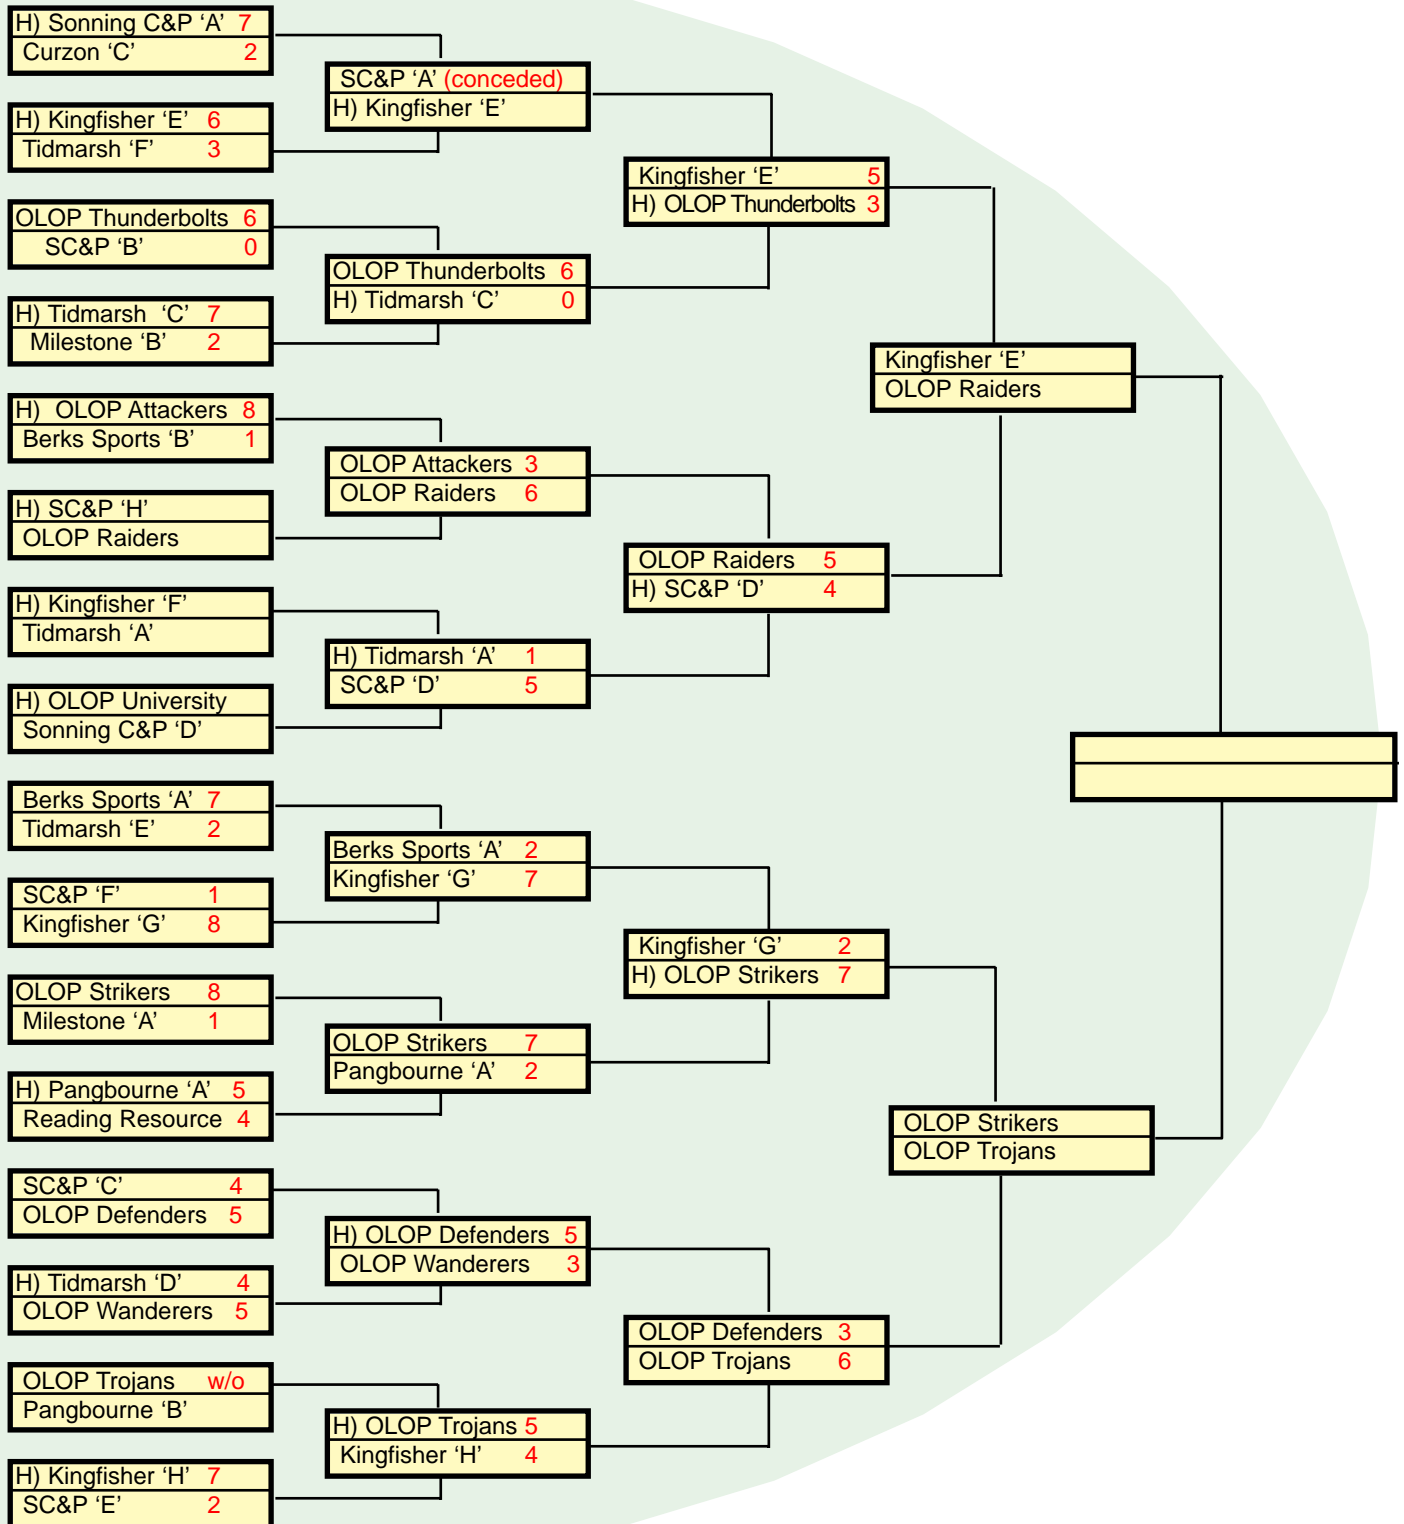 H) Sonning C&P ‘A’ 7
Curzon ‘C’ 2
H) Kingfisher ‘E’ 6
Tidmarsh ‘F’ 3
OLOP Thunderbolts 6
SC&P ‘B’ 0
H) Tidmarsh ‘C’ 7
Milestone ‘B’ 2
H) OLOP Attackers 8
Berks Sports ‘B’ 1
H) SC&P ‘H’
OLOP Raiders
H) Kingfisher ‘F’
Tidmarsh ‘A’
H) OLOP University
Sonning C&P ‘D’
Berks Sports ‘A’ 7
Tidmarsh ‘E’ 2
SC&P ‘F’ 1
Kingfisher ‘G’ 8
OLOP Strikers 8
Milestone ‘A’ 1
H) Pangbourne ‘A’ 5
Reading Resource 4
SC&P ‘C’ 4
OLOP Defenders 5
H) Tidmarsh ‘D’ 4
OLOP Wanderers 5
OLOP Trojans w/o
Pangbourne ‘B’
H) Kingfisher ‘H’ 7
SC&P ‘E’ 2
SC&P ‘A’ (conceded)
H) Kingfisher ‘E’
OLOP Thunderbolts 6
H) Tidmarsh ‘C’ 0
OLOP Attackers 3
OLOP Raiders 6
H) Tidmarsh ‘A’ 1
SC&P ‘D’ 5
Berks Sports ‘A’ 2
Kingfisher ‘G’ 7
OLOP Strikers 7
Pangbourne ‘A’ 2
H) OLOP Defenders 5
OLOP Wanderers 3
H) OLOP Trojans 5
Kingfisher ‘H’ 4
Kingfisher ‘E’ 5
H) OLOP Thunderbolts 3
OLOP Raiders 5
H) SC&P ‘D’ 4
Kingfisher ‘G’ 2
H) OLOP Strikers 7
OLOP Defenders 3
OLOP Trojans 6
Kingfisher ‘E’
OLOP Raiders
OLOP Strikers
OLOP Trojans